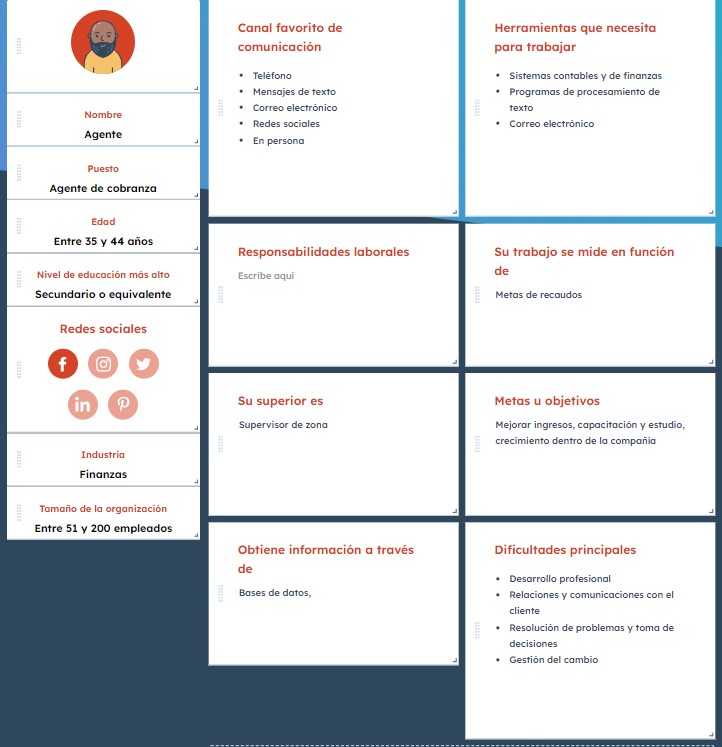 Nombre
Agente
Puesto
Agente de cobranza
Edad
Entre 35 y 44 años
Nivel de educación más alto
Secundario o equivalente
Redes sociales
Industria
Finanzas
Tamaño de la organización
Entre 51 y 200 empleados
Canal favorito de
comunicación
• Teléfono
• Mensajes de texto
• Correo electrónico
• Redes sociales
• En persona
Herramientas que necesita
para trabajar
• Sistemas contables y de finanzas
• Programas de procesamiento de
texto
• Correo electrónico
Responsabilidades laborales
Escribe aquí
Su trabajo se mide en función
de
Metas de recaudos
Su superior es
Supervisor de zona
Metas u objetivos
Mejorar ingresos, capacitación y estudio,
crecimiento dentro de la compañia
Obtiene información a través
de
Bases de datos,
Dificultades principales
• Desarrollo profesional
• Relaciones y comunicaciones con el
cliente
• Resolución de problemas y toma de
decisiones
• Gestión del cambio